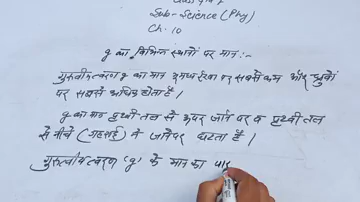 Sub- Science (Phy)
Ch. 10
g का विभिन्न स्थानों पर मान :-
गुरुत्वीय त्वरण g का मान भूमध्य रेखा पर सबसे कम और ध्रुवों
पर सबसे अधिक होता है।
g का मान पृथ्वी तल से ऊपर जाने पर व पृथ्वी तल
से नीचे (गहराई) में जाने पर घटता है।
गुरुत्वीय त्वरण 'g' के मान का